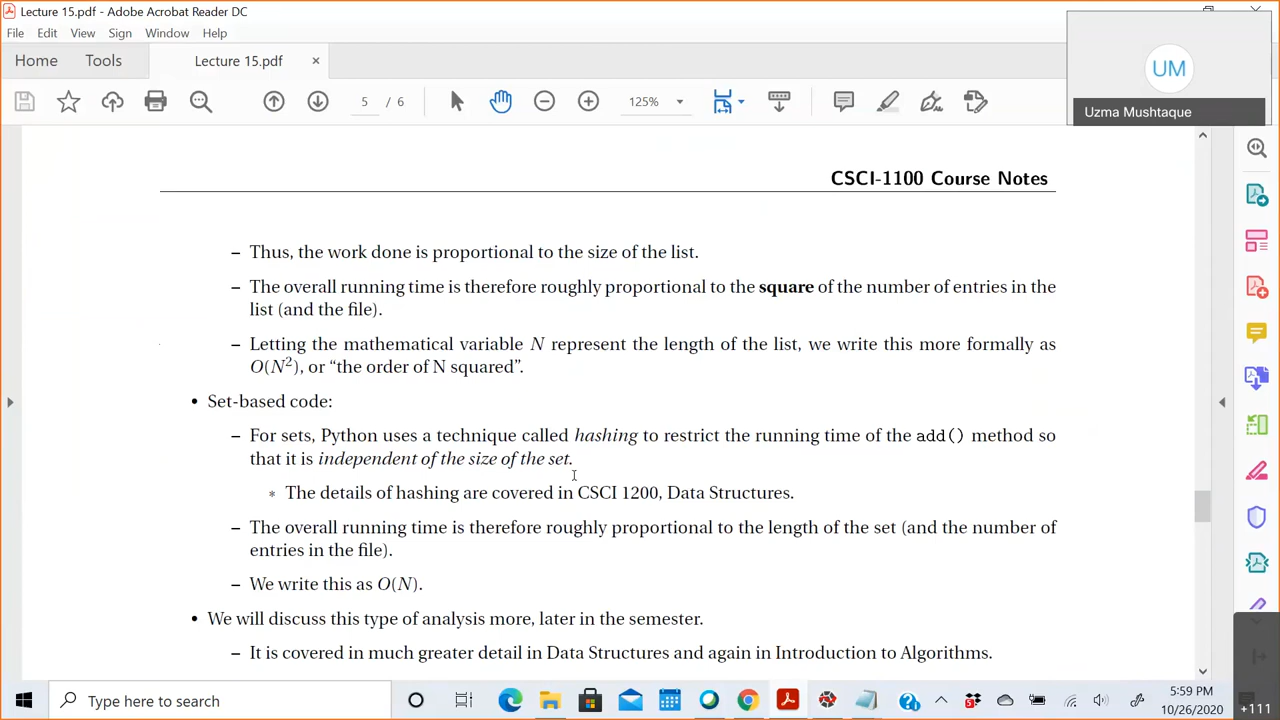 Lecture 15.pdf - Adobe Acrobat Reader DC
File Edit View Sign Window Help
Home Tools Lecture 15.pdf ×
5 / 6 125%
UM
Uzma Mushtaque
CSCI-1100 Course Notes
– Thus, the work done is proportional to the size of the list.
– The overall running time is therefore roughly proportional to the square of the number of entries in the
list (and the file).
– Letting the mathematical variable N represent the length of the list, we write this more formally as
O(N²), or “the order of N squared”.
• Set-based code:
– For sets, Python uses a technique called hashing to restrict the running time of the add() method so
that it is independent of the size of the set.
* The details of hashing are covered in CSCI 1200, Data Structures.
– The overall running time is therefore roughly proportional to the length of the set (and the number of
entries in the file).
– We write this as O(N).
• We will discuss this type of analysis more, later in the semester.
– It is covered in much greater detail in Data Structures and again in Introduction to Algorithms.
Type here to search
5:59 PM
10/26/2020
+111